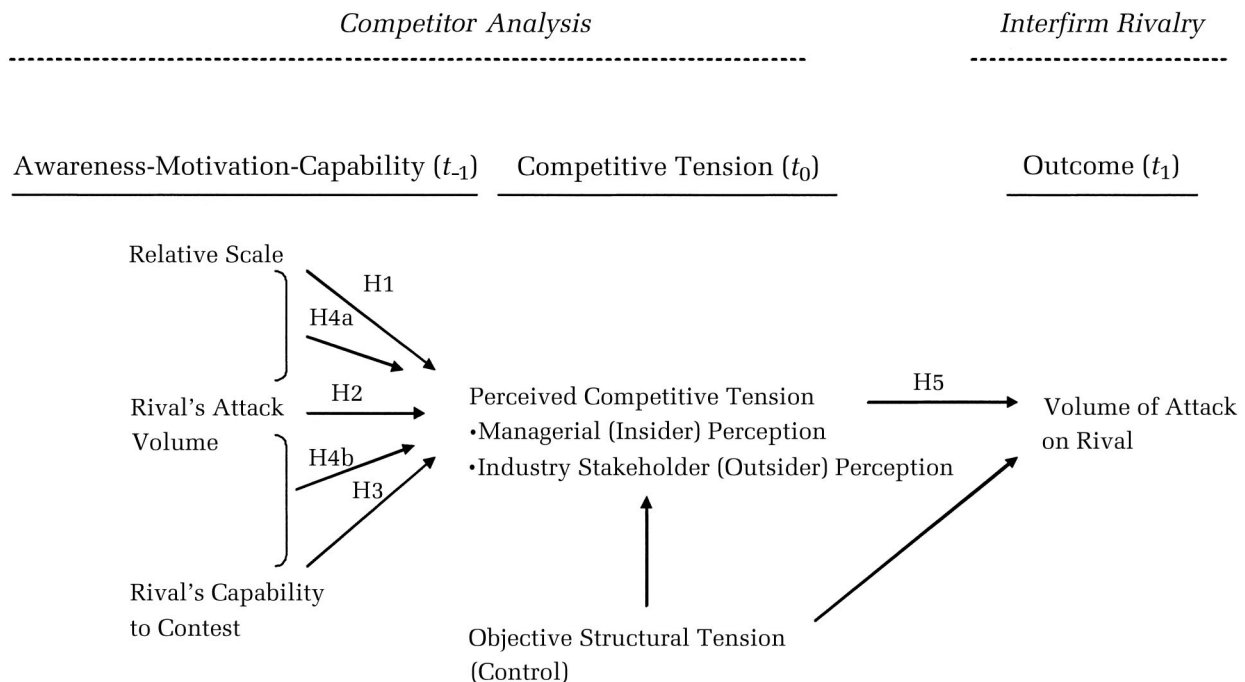 Competitor Analysis
Interfirm Rivalry
Awareness-Motivation-Capability (t-1)
Competitive Tension (t0)
Outcome (t1)
Relative Scale
H1
H4a
H2
Rival's Attack
Volume
H4b
H3
Rival's Capability
to Contest
Perceived Competitive Tension
•Managerial (Insider) Perception
•Industry Stakeholder (Outsider) Perception
H5
Volume of Attack
on Rival
Objective Structural Tension
(Control)